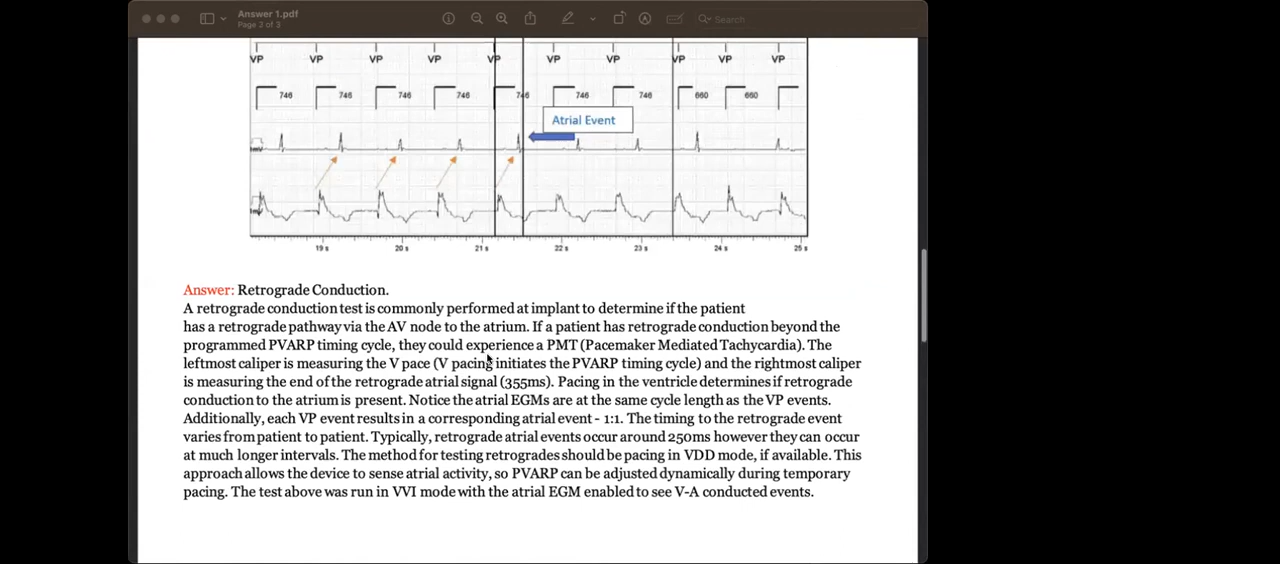 Answer 1.pdf
Page 2 of 3
Search
VP VP VP VP VP VP VP VP VP VP
746 746 746 746 746 746 746 660 660
Atrial Event
19 s 20 s 21 s 22 s 23 s 24 s 25 s
Answer: Retrograde Conduction.
A retrograde conduction test is commonly performed at implant to determine if the patient
has a retrograde pathway via the AV node to the atrium. If a patient has retrograde conduction beyond the
programmed PVARP timing cycle, they could experience a PMT (Pacemaker Mediated Tachycardia). The
leftmost caliper is measuring the V pace (V pacing initiates the PVARP timing cycle) and the rightmost caliper
is measuring the end of the retrograde atrial signal (355ms). Pacing in the ventricle determines if retrograde
conduction to the atrium is present. Notice the atrial EGMs are at the same cycle length as the VP events.
Additionally, each VP event results in a corresponding atrial event - 1:1. The timing to the retrograde event
varies from patient to patient. Typically, retrograde atrial events occur around 250ms however they can occur
at much longer intervals. The method for testing retrogrades should be pacing in VDD mode, if available. This
approach allows the device to sense atrial activity, so PVARP can be adjusted dynamically during temporary
pacing. The test above was run in VVI mode with the atrial EGM enabled to see V-A conducted events.